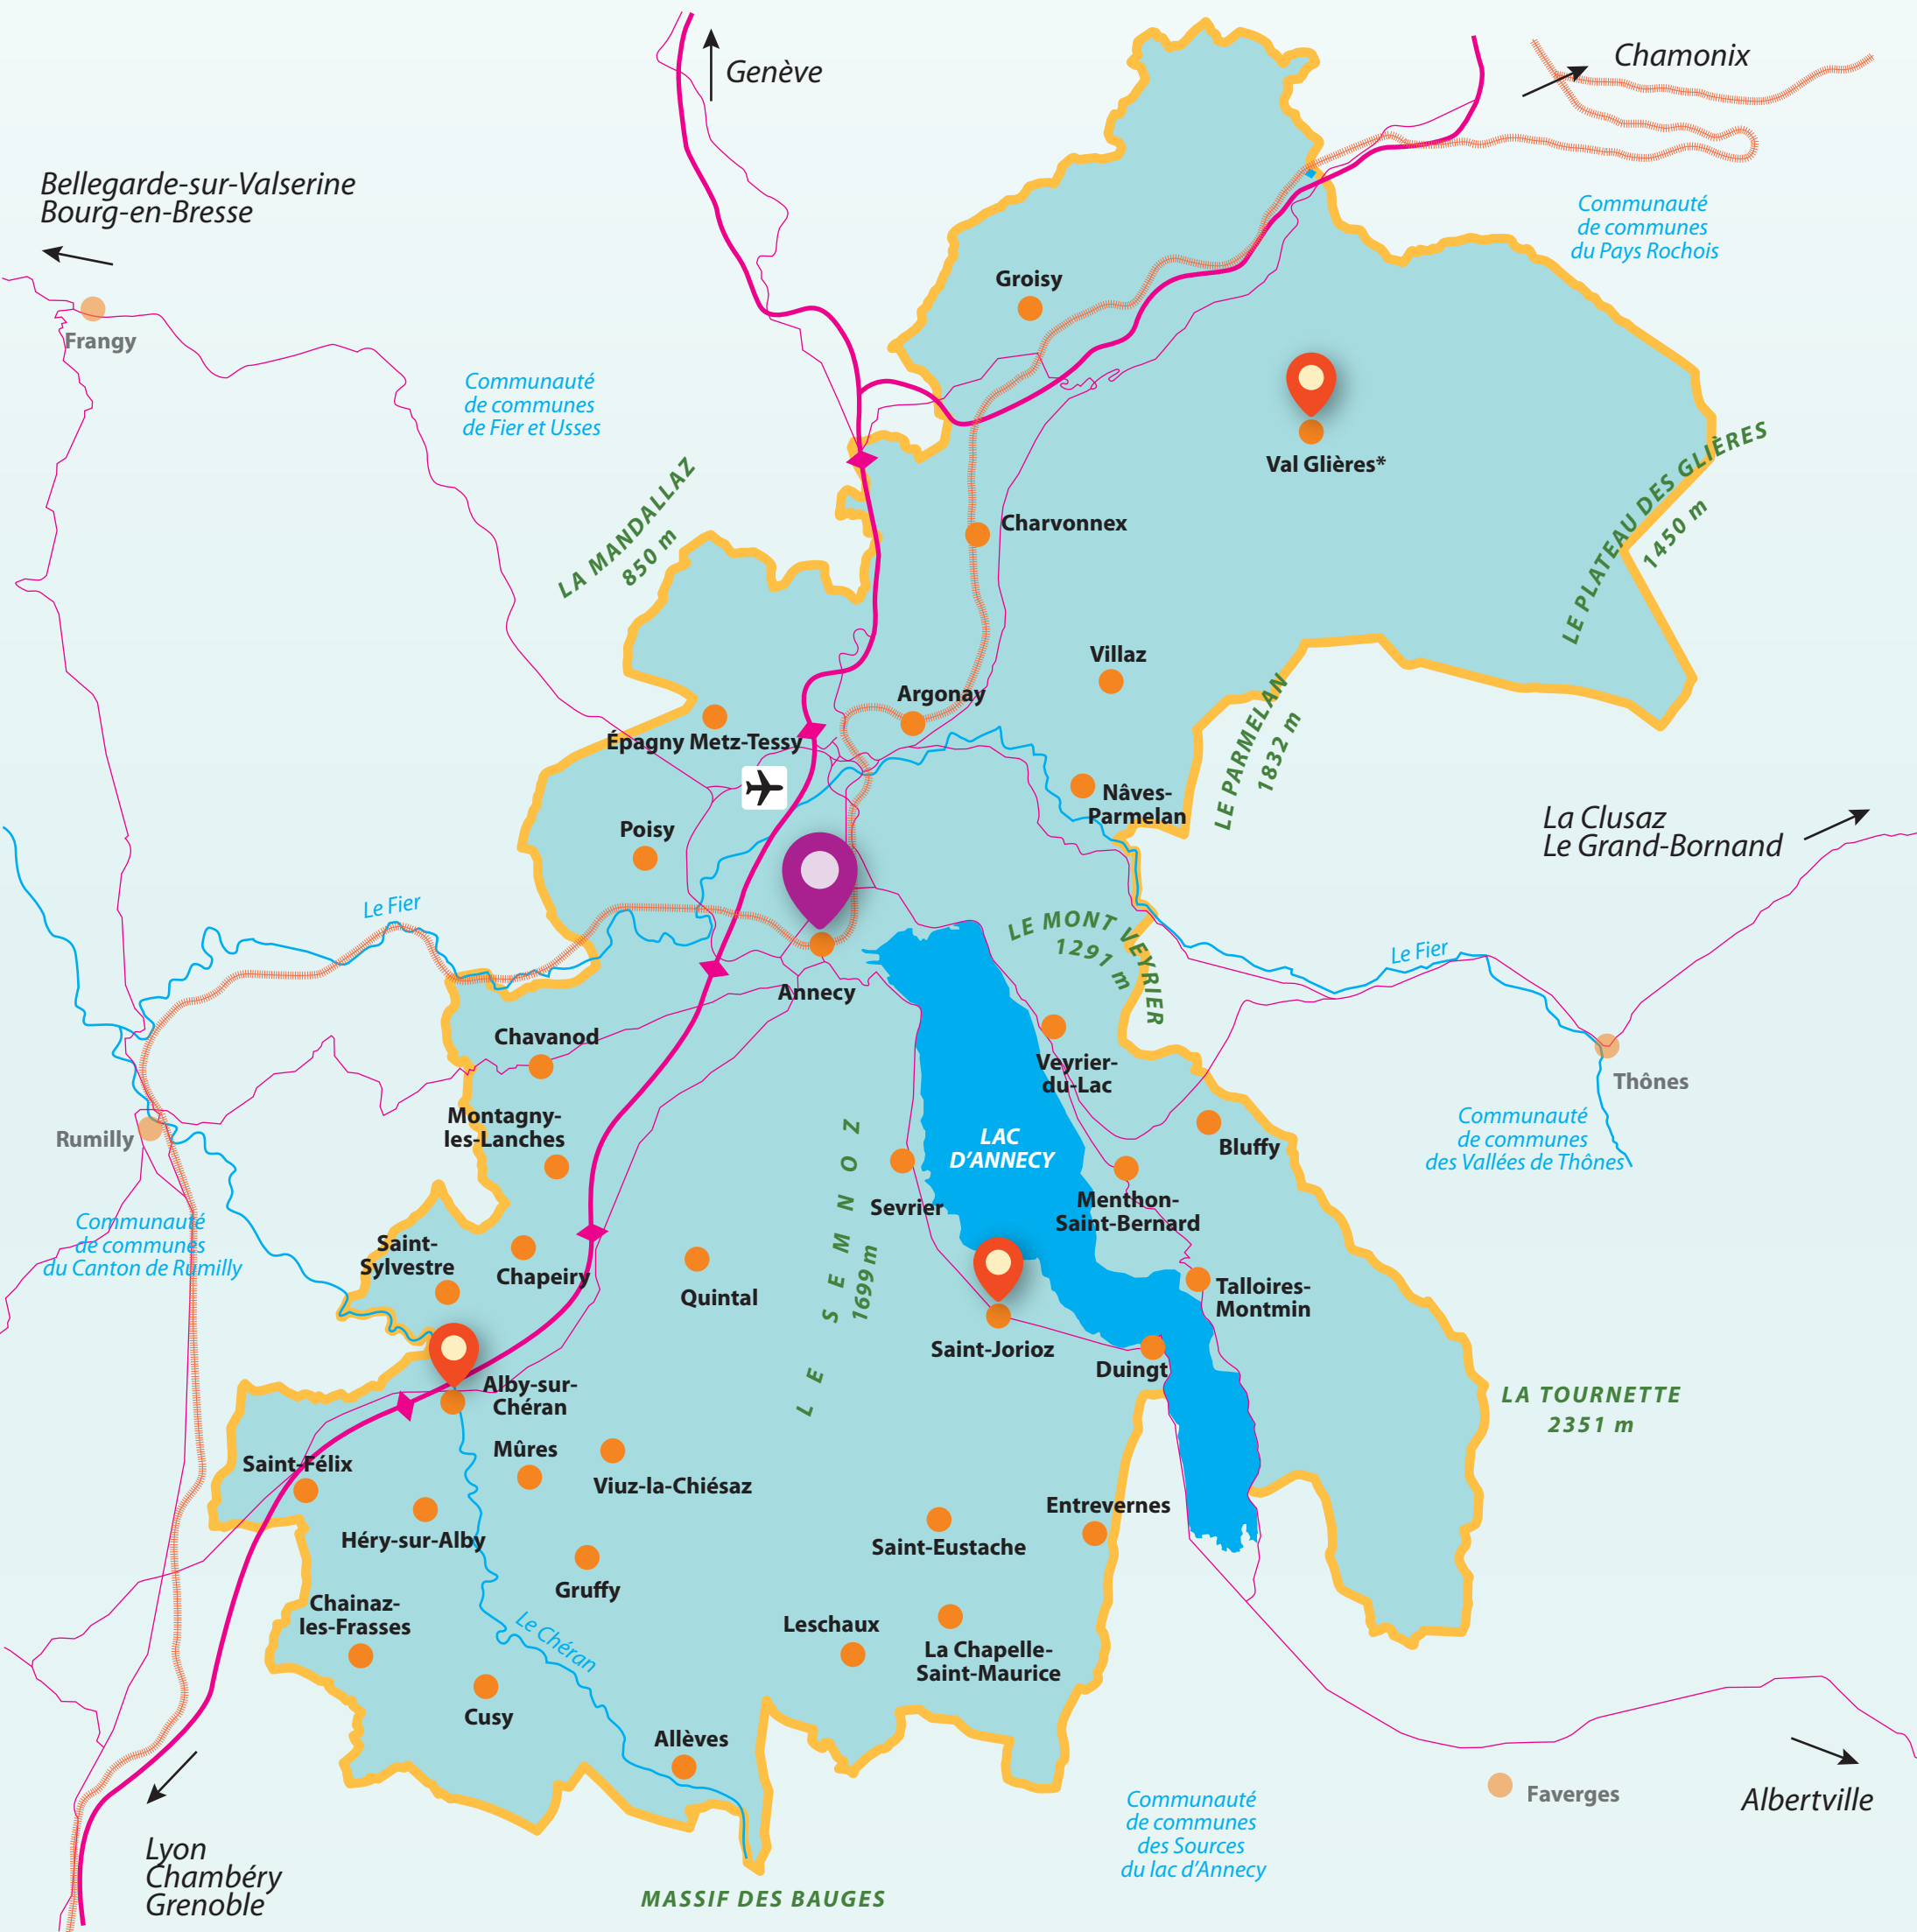 Genève
Chamonix
Bellegarde-sur-Valserine
Bourg-en-Bresse
Communauté
de communes
du Pays Rochois
Groisy
Frangy
Communauté
de communes
de Fier et Usses
Val Glières*
LA MANDALLAZ
850 m
LE PLATEAU DES GLIÈRES
1450 m
Charvonnex
Villaz
Argonay
Épagny Metz-Tessy
LE PARMELAN
1832 m
Nâves-
Parmelan
La Clusaz
Le Grand-Bornand
Poisy
Le Fier
LE MONT VEYRIER
1291 m
Le Fier
Annecy
Chavanod
Veyrier-
du-Lac
Thônes
Montagny-
les-Lanches
Rumilly
LAC
D'ANNECY
Bluffy
Communauté
de communes
des Vallées de Thônes
Sevrier
Menthon-
Saint-Bernard
Communauté
de communes
du Canton de Rumilly
Saint-
Sylvestre
Chapeiry
Quintal
LE SEMNOZ
1699 m
Talloires-
Montmin
Saint-Jorioz
Duingt
Alby-sur-
Chéran
LA TOURNETTE
2351 m
Saint-Félix
Mûres
Viuz-la-Chiésaz
Entrevernes
Héry-sur-Alby
Saint-Eustache
Gruffy
Chainaz-
les-Frasses
Le Chéran
Leschaux
La Chapelle-
Saint-Maurice
Cusy
Allèves
Faverges
Albertville
Communauté
de communes
des Sources
du lac d'Annecy
Lyon
Chambéry
Grenoble
MASSIF DES BAUGES